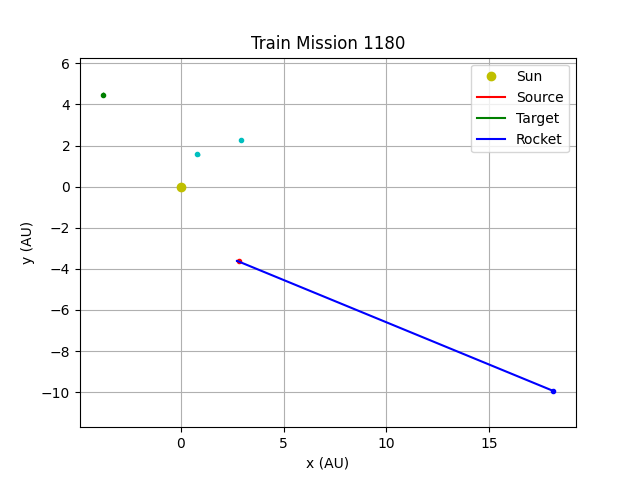 Train Mission 1180
Sun
Source
Target
Rocket
6
4
2
0
−2
−4
−6
−8
−10
y (AU)
0
5
10
15
x (AU)